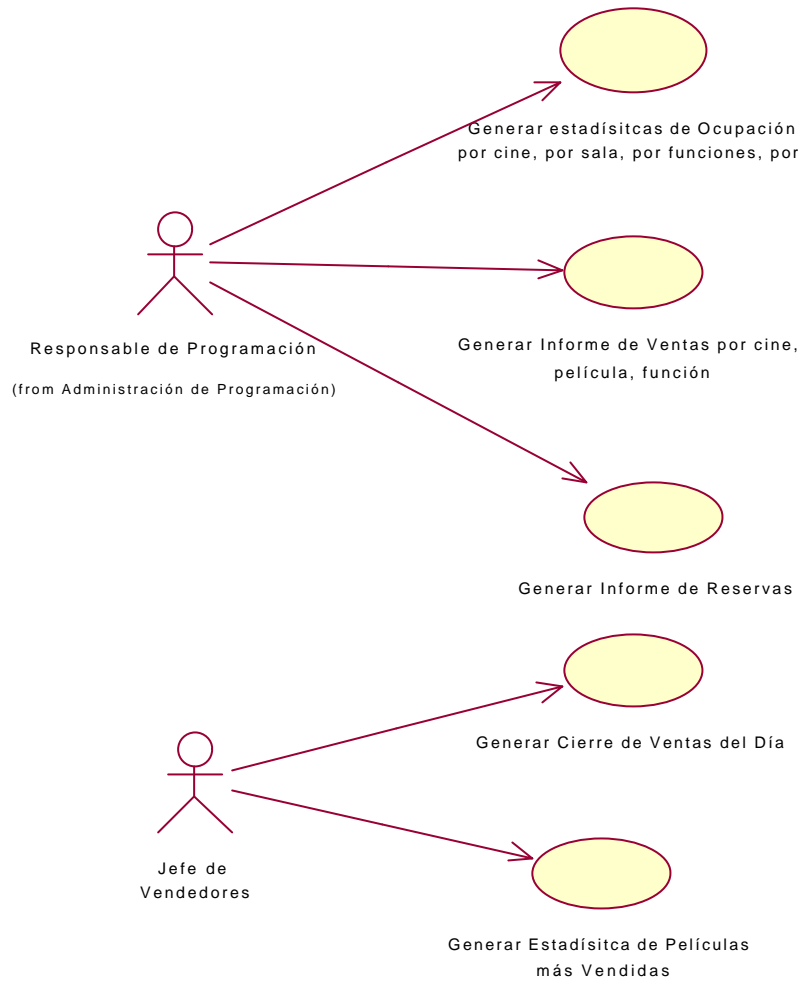 Generar estadísitcas de Ocupación
por cine, por sala, por funciones, por
Responsable de Programación
(from Administración de Programación)
Generar Informe de Ventas por cine,
película, función
Generar Informe de Reservas
Generar Cierre de Ventas del Día
Jefe de
Vendedores
Generar Estadísitca de Películas
más Vendidas